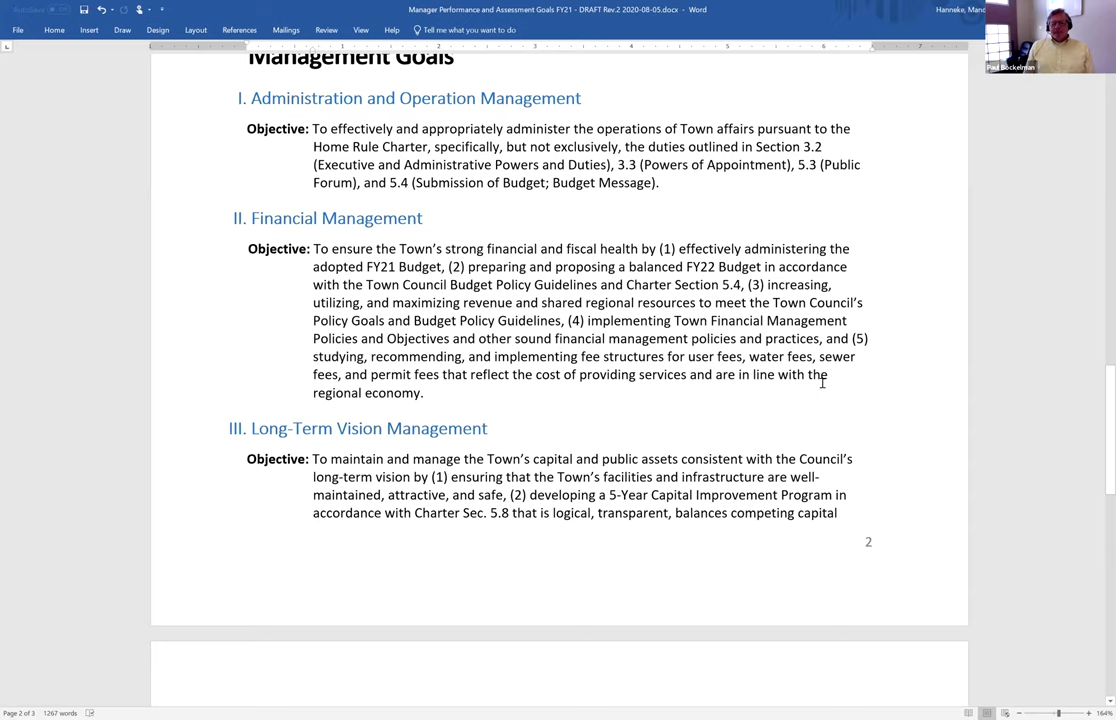 Manager Performance and Assessment Goals FY21 - DRAFT Rev.2 2020-08-05.docx - Word
Hanneke, Mand
File Home Insert Draw Design Layout References Mailings Review View Help Tell me what you want to do
Paul Bockelman
Management Goals
I. Administration and Operation Management
Objective: To effectively and appropriately administer the operations of Town affairs pursuant to the
Home Rule Charter, specifically, but not exclusively, the duties outlined in Section 3.2
(Executive and Administrative Powers and Duties), 3.3 (Powers of Appointment), 5.3 (Public
Forum), and 5.4 (Submission of Budget; Budget Message).
II. Financial Management
Objective: To ensure the Town's strong financial and fiscal health by (1) effectively administering the
adopted FY21 Budget, (2) preparing and proposing a balanced FY22 Budget in accordance
with the Town Council Budget Policy Guidelines and Charter Section 5.4, (3) increasing,
utilizing, and maximizing revenue and shared regional resources to meet the Town Council's
Policy Goals and Budget Policy Guidelines, (4) implementing Town Financial Management
Policies and Objectives and other sound financial management policies and practices, and (5)
studying, recommending, and implementing fee structures for user fees, water fees, sewer
fees, and permit fees that reflect the cost of providing services and are in line with the
regional economy.
III. Long-Term Vision Management
Objective: To maintain and manage the Town's capital and public assets consistent with the Council's
long-term vision by (1) ensuring that the Town's facilities and infrastructure are well-
maintained, attractive, and safe, (2) developing a 5-Year Capital Improvement Program in
accordance with Charter Sec. 5.8 that is logical, transparent, balances competing capital
2
Page 2 of 3 1267 words
164%